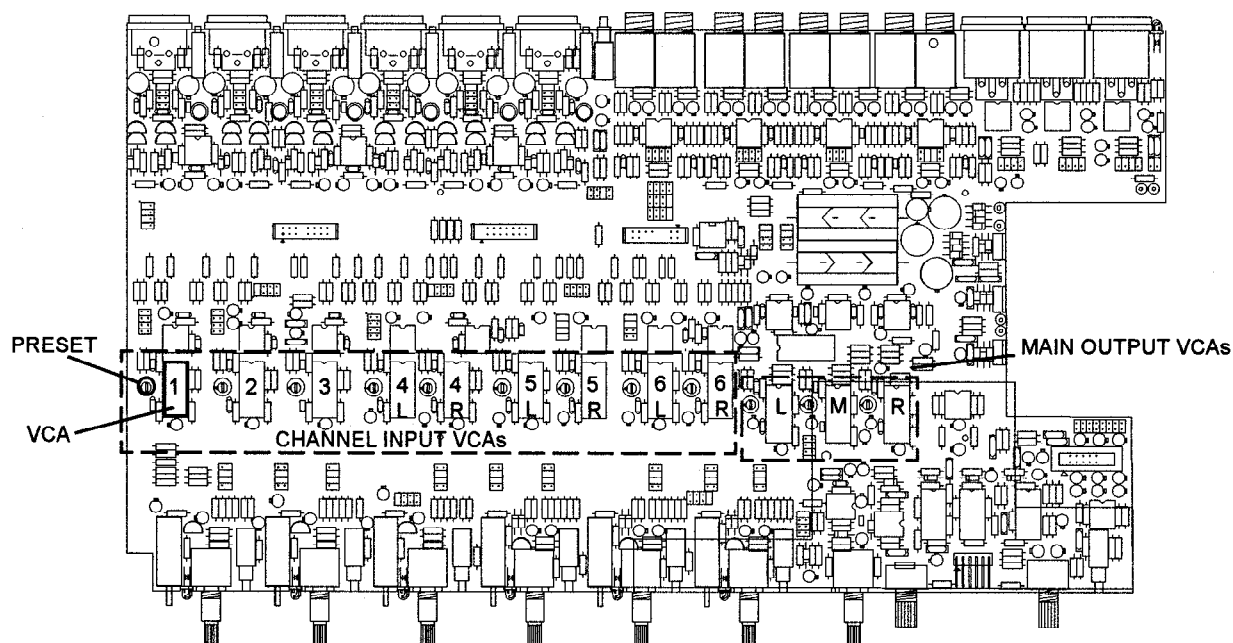 PRESET
MAIN OUTPUT VCAs
1
2
3
4
L
4
R
5
L
5
R
6
L
6
R
L
M
R
VCA
CHANNEL INPUT VCAs